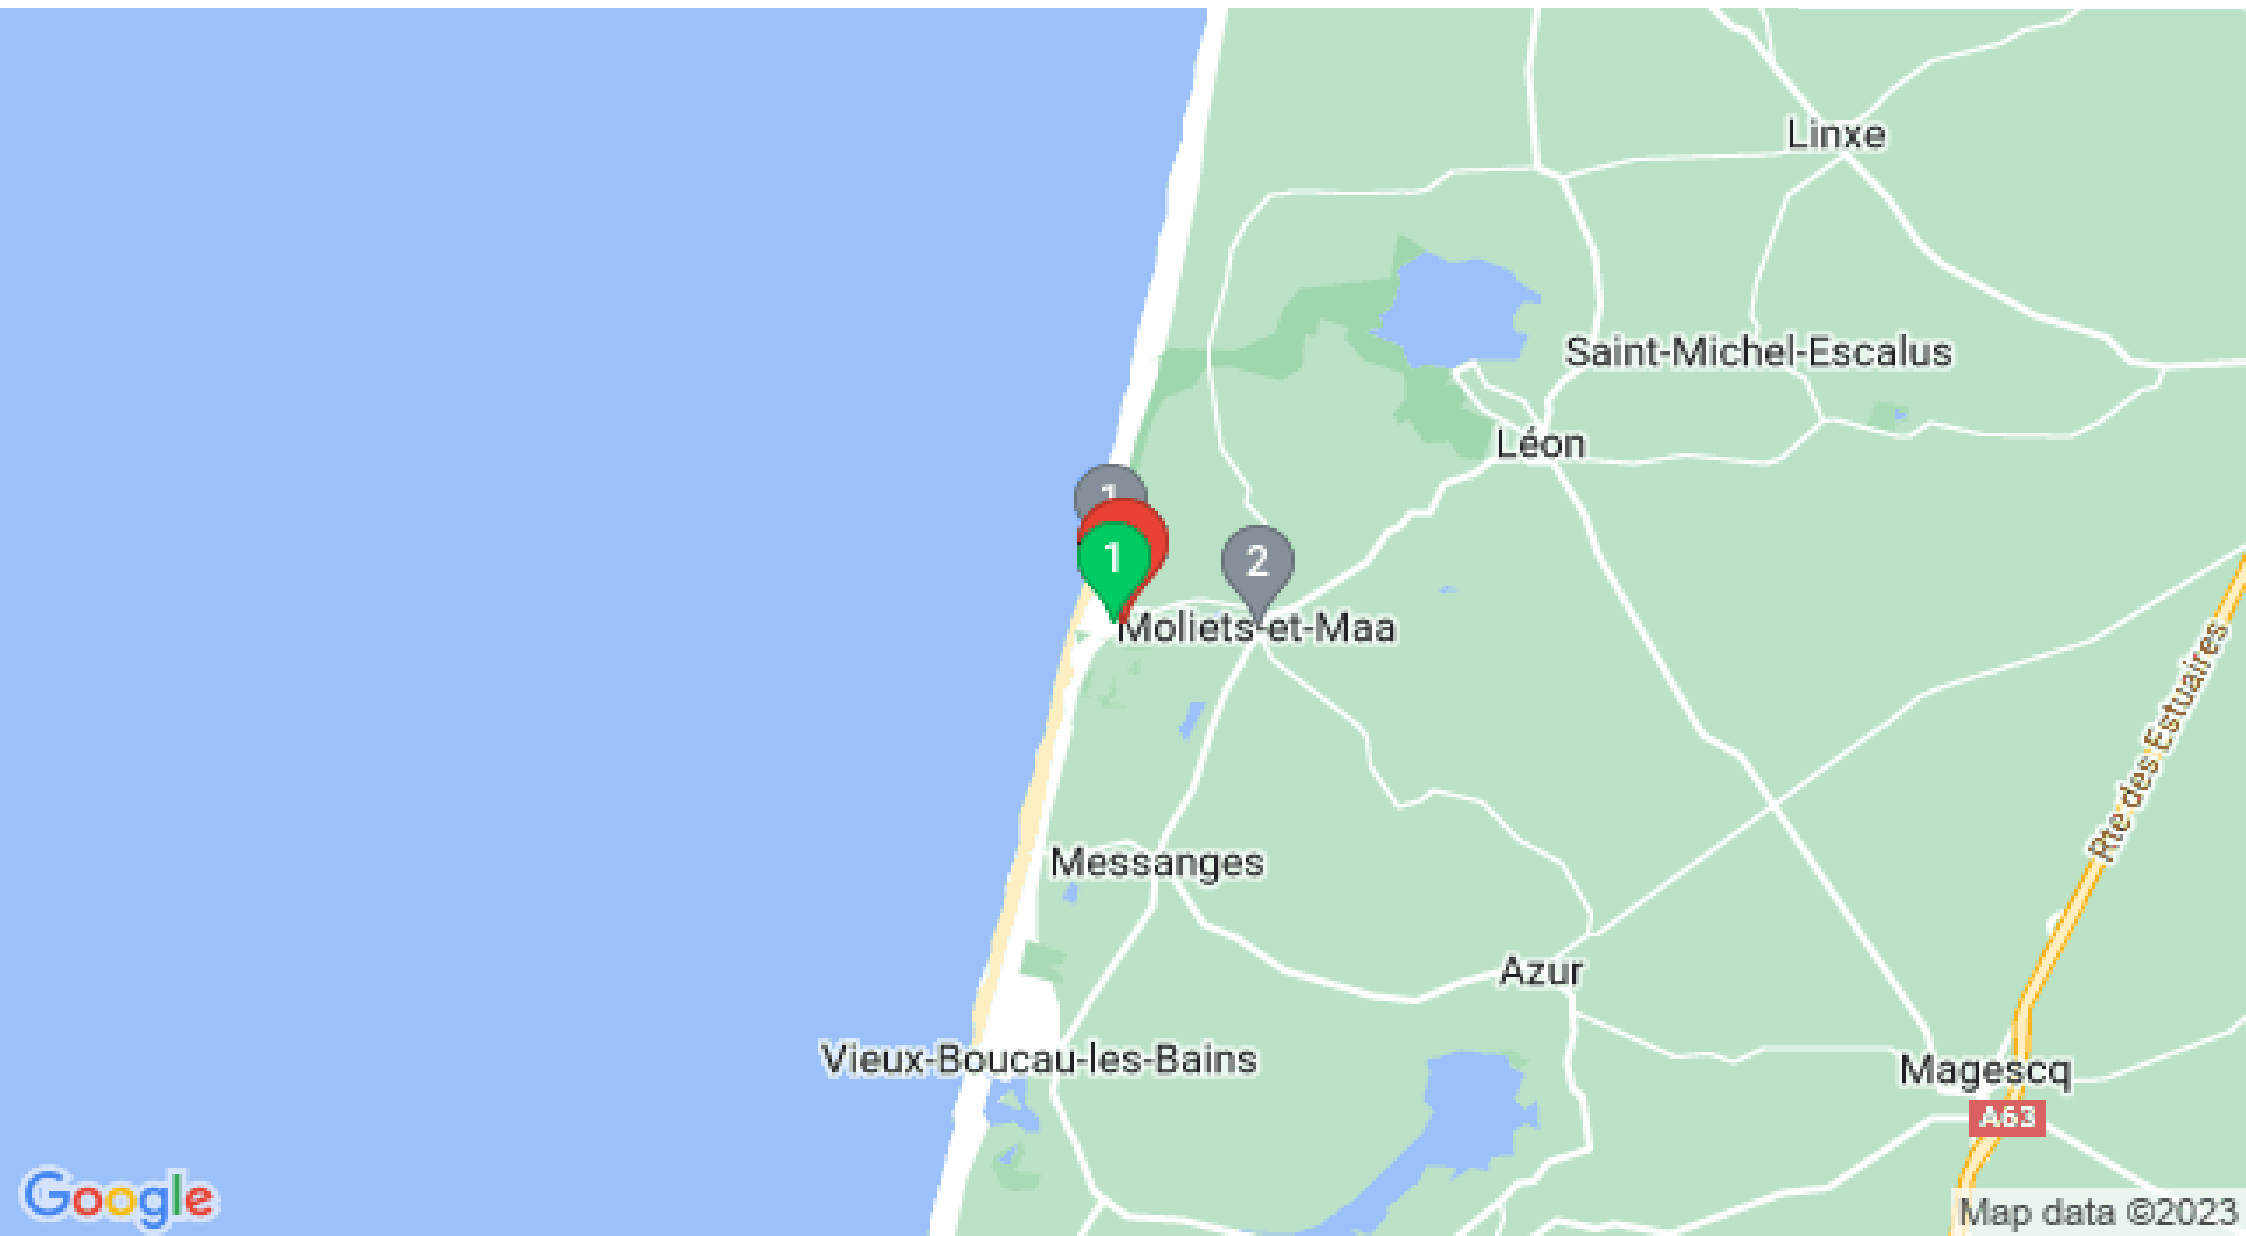 Linxe
Saint-Michel-Escalus
Léon
1
1
2
Moliets-et-Maa
Rte des Estuaires
Messanges
Azur
Vieux-Boucau-les-Bains
Magescq
A63
Google
Map data ©2023